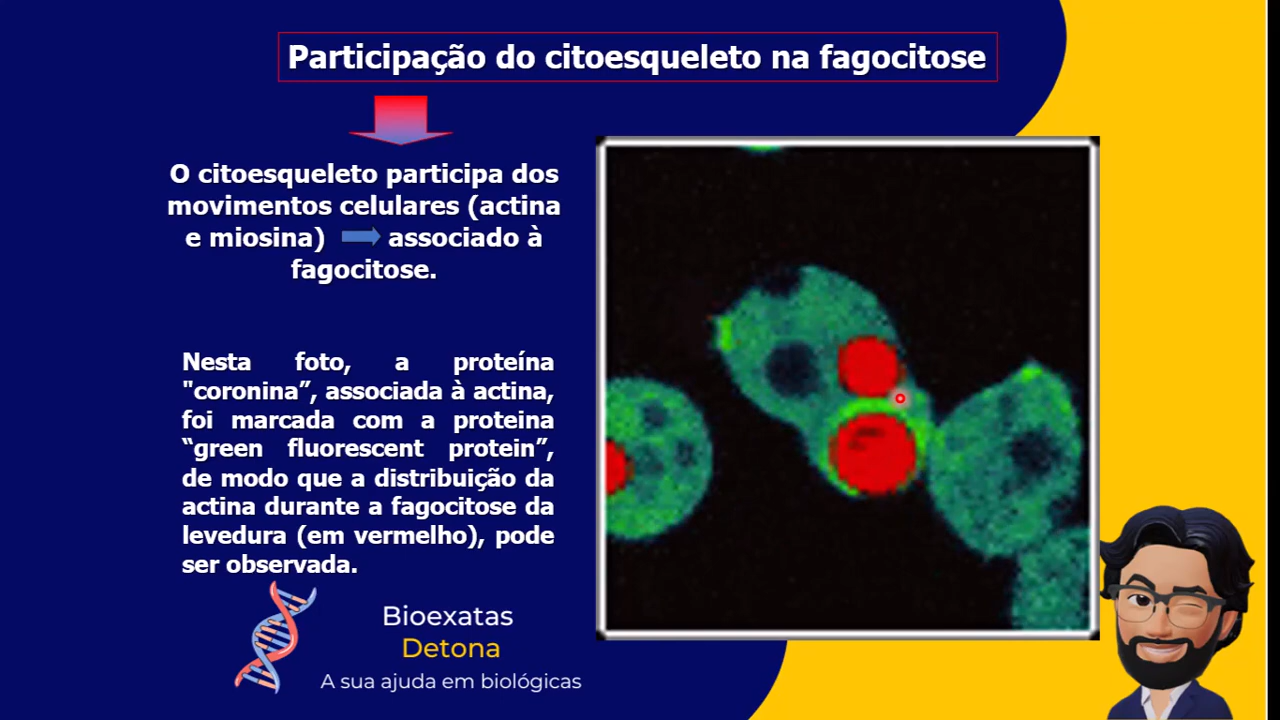 Participação do citoesqueleto na fagocitose
O citoesqueleto participa dos
movimentos celulares (actina
e miosina) associado à
fagocitose.
Nesta foto, a proteína
"coronina”, associada à actina,
foi marcada com a proteina
“green fluorescent protein”,
de modo que a distribuição da
actina durante a fagocitose da
levedura (em vermelho), pode
ser observada.
Bioexatas
Detona
A sua ajuda em biológicas